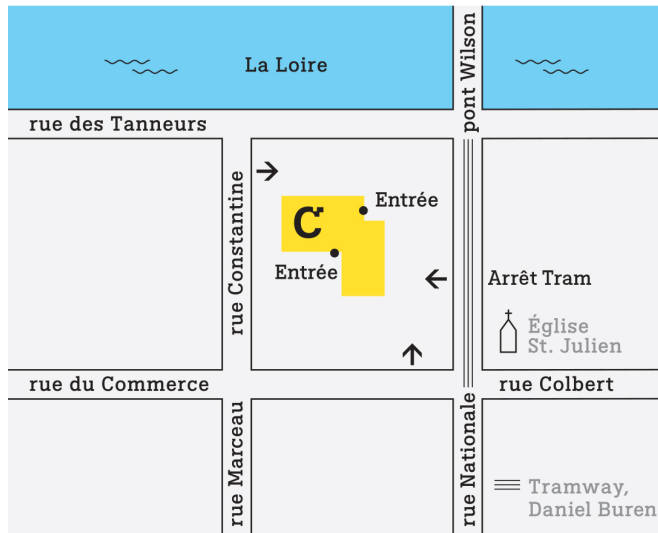 La Loire
pont Wilson
rue des Tanneurs
rue Constantine
Entrée
C
Entrée
Arrêt Tram
Église
St. Julien
rue du Commerce
rue Colbert
rue Marceau
rue Nationale
Tramway,
Daniel Buren